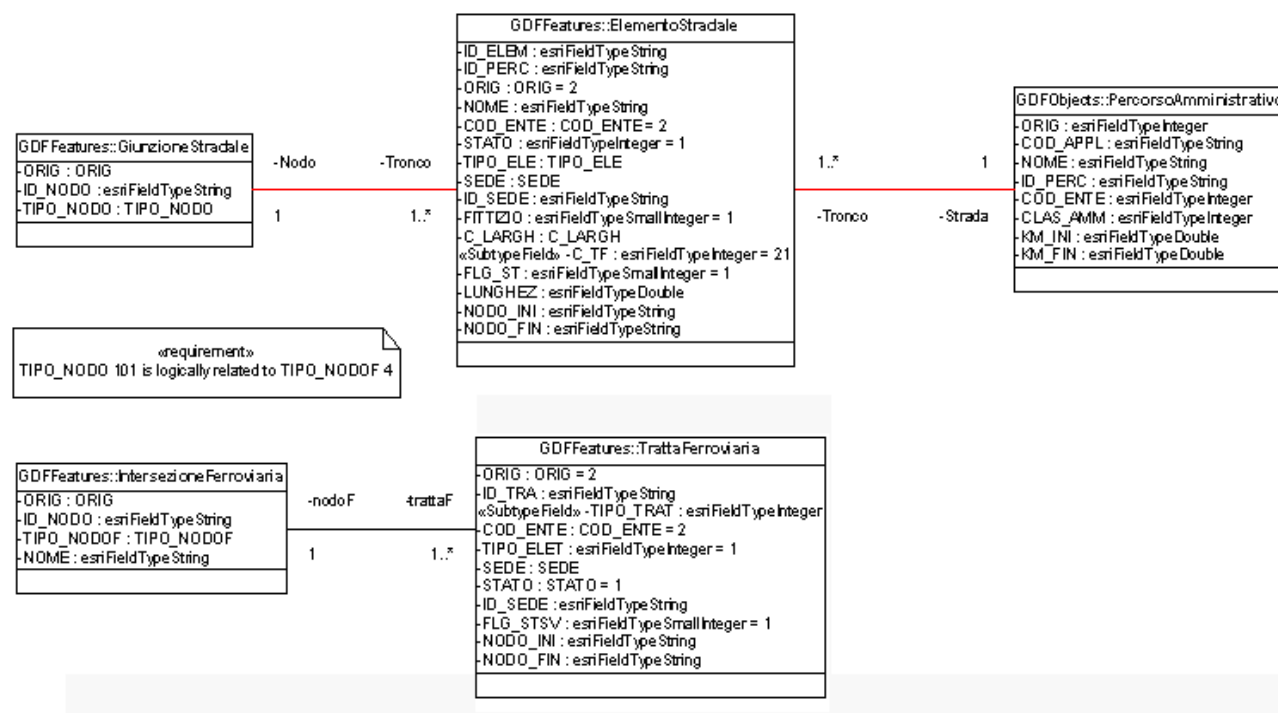 GDFFeatures::ElementoStradale
-ID_ELEM : esriFieldTypeString
-ID_PERC : esriFieldTypeString
-ORIG : ORIG = 2
-NOME : esriFieldTypeString
-COD_ENTE : COD_ENTE = 2
-STATO : esriFieldTypeInteger = 1
-TIPO_ELE : TIPO_ELE
-SEDE : SEDE
-ID_SEDE : esriFieldTypeString
-FITTIZIO : esriFieldTypeSmallInteger = 1
-C_LARGH : C_LARGH
«SubtypeField» -C_TF : esriFieldTypeInteger = 21
-FLG_ST : esriFieldTypeSmallInteger = 1
-LUNGHEZ : esriFieldTypeDouble
-NODO_INI : esriFieldTypeString
-NODO_FIN : esriFieldTypeString
GDFFeatures::GiunzioneStradale
-ORIG : ORIG
-ID_NODO : esriFieldTypeString
-TIPO_NODO : TIPO_NODO
-Nodo
-Tronco
1
1..*
1..*
1
-Tronco
-Strada
GDFObjects::PercorsoAmministrativo
-ORIG : esriFieldTypeInteger
-COD_APPL : esriFieldTypeString
-NOME : esriFieldTypeString
-ID_PERC : esriFieldTypeString
-COD_ENTE : esriFieldTypeInteger
-CLAS_AMM : esriFieldTypeInteger
-KM_INI : esriFieldTypeDouble
-KM_FIN : esriFieldTypeDouble
«requirement»
TIPO_NODO 101 is logically related to TIPO_NODOF 4
GDFFeatures::IntersezioneFerroviaria
-ORIG : ORIG
-ID_NODO : esriFieldTypeString
-TIPO_NODOF : TIPO_NODOF
-NOME : esriFieldTypeString
-nodoF
-trattaF
1
1..*
GDFFeatures::TrattaFerroviaria
-ORIG : ORIG = 2
-ID_TRA : esriFieldTypeString
«SubtypeField» -TIPO_TRAT : esriFieldTypeInteger
-COD_ENTE : COD_ENTE = 2
-TIPO_ELET : esriFieldTypeInteger = 1
-SEDE : SEDE
-STATO : STATO = 1
-ID_SEDE : esriFieldTypeString
-FLG_STSV : esriFieldTypeSmallInteger = 1
-NODO_INI : esriFieldTypeString
-NODO_FIN : esriFieldTypeString